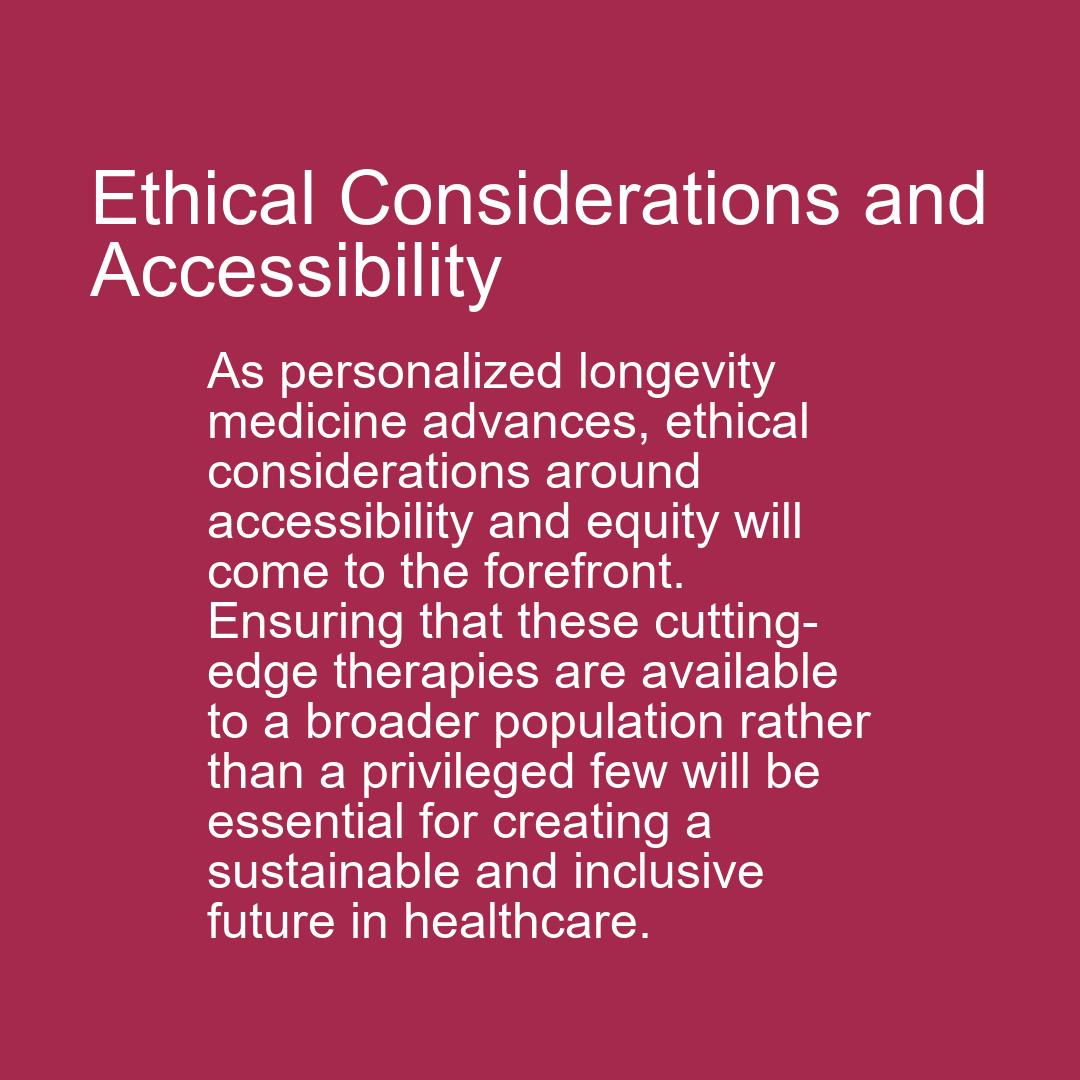 Ethical Considerations and
Accessibility
As personalized longevity
medicine advances, ethical
considerations around
accessibility and equity will
come to the forefront.
Ensuring that these cutting-
edge therapies are available
to a broader population rather
than a privileged few will be
essential for creating a
sustainable and inclusive
future in healthcare.